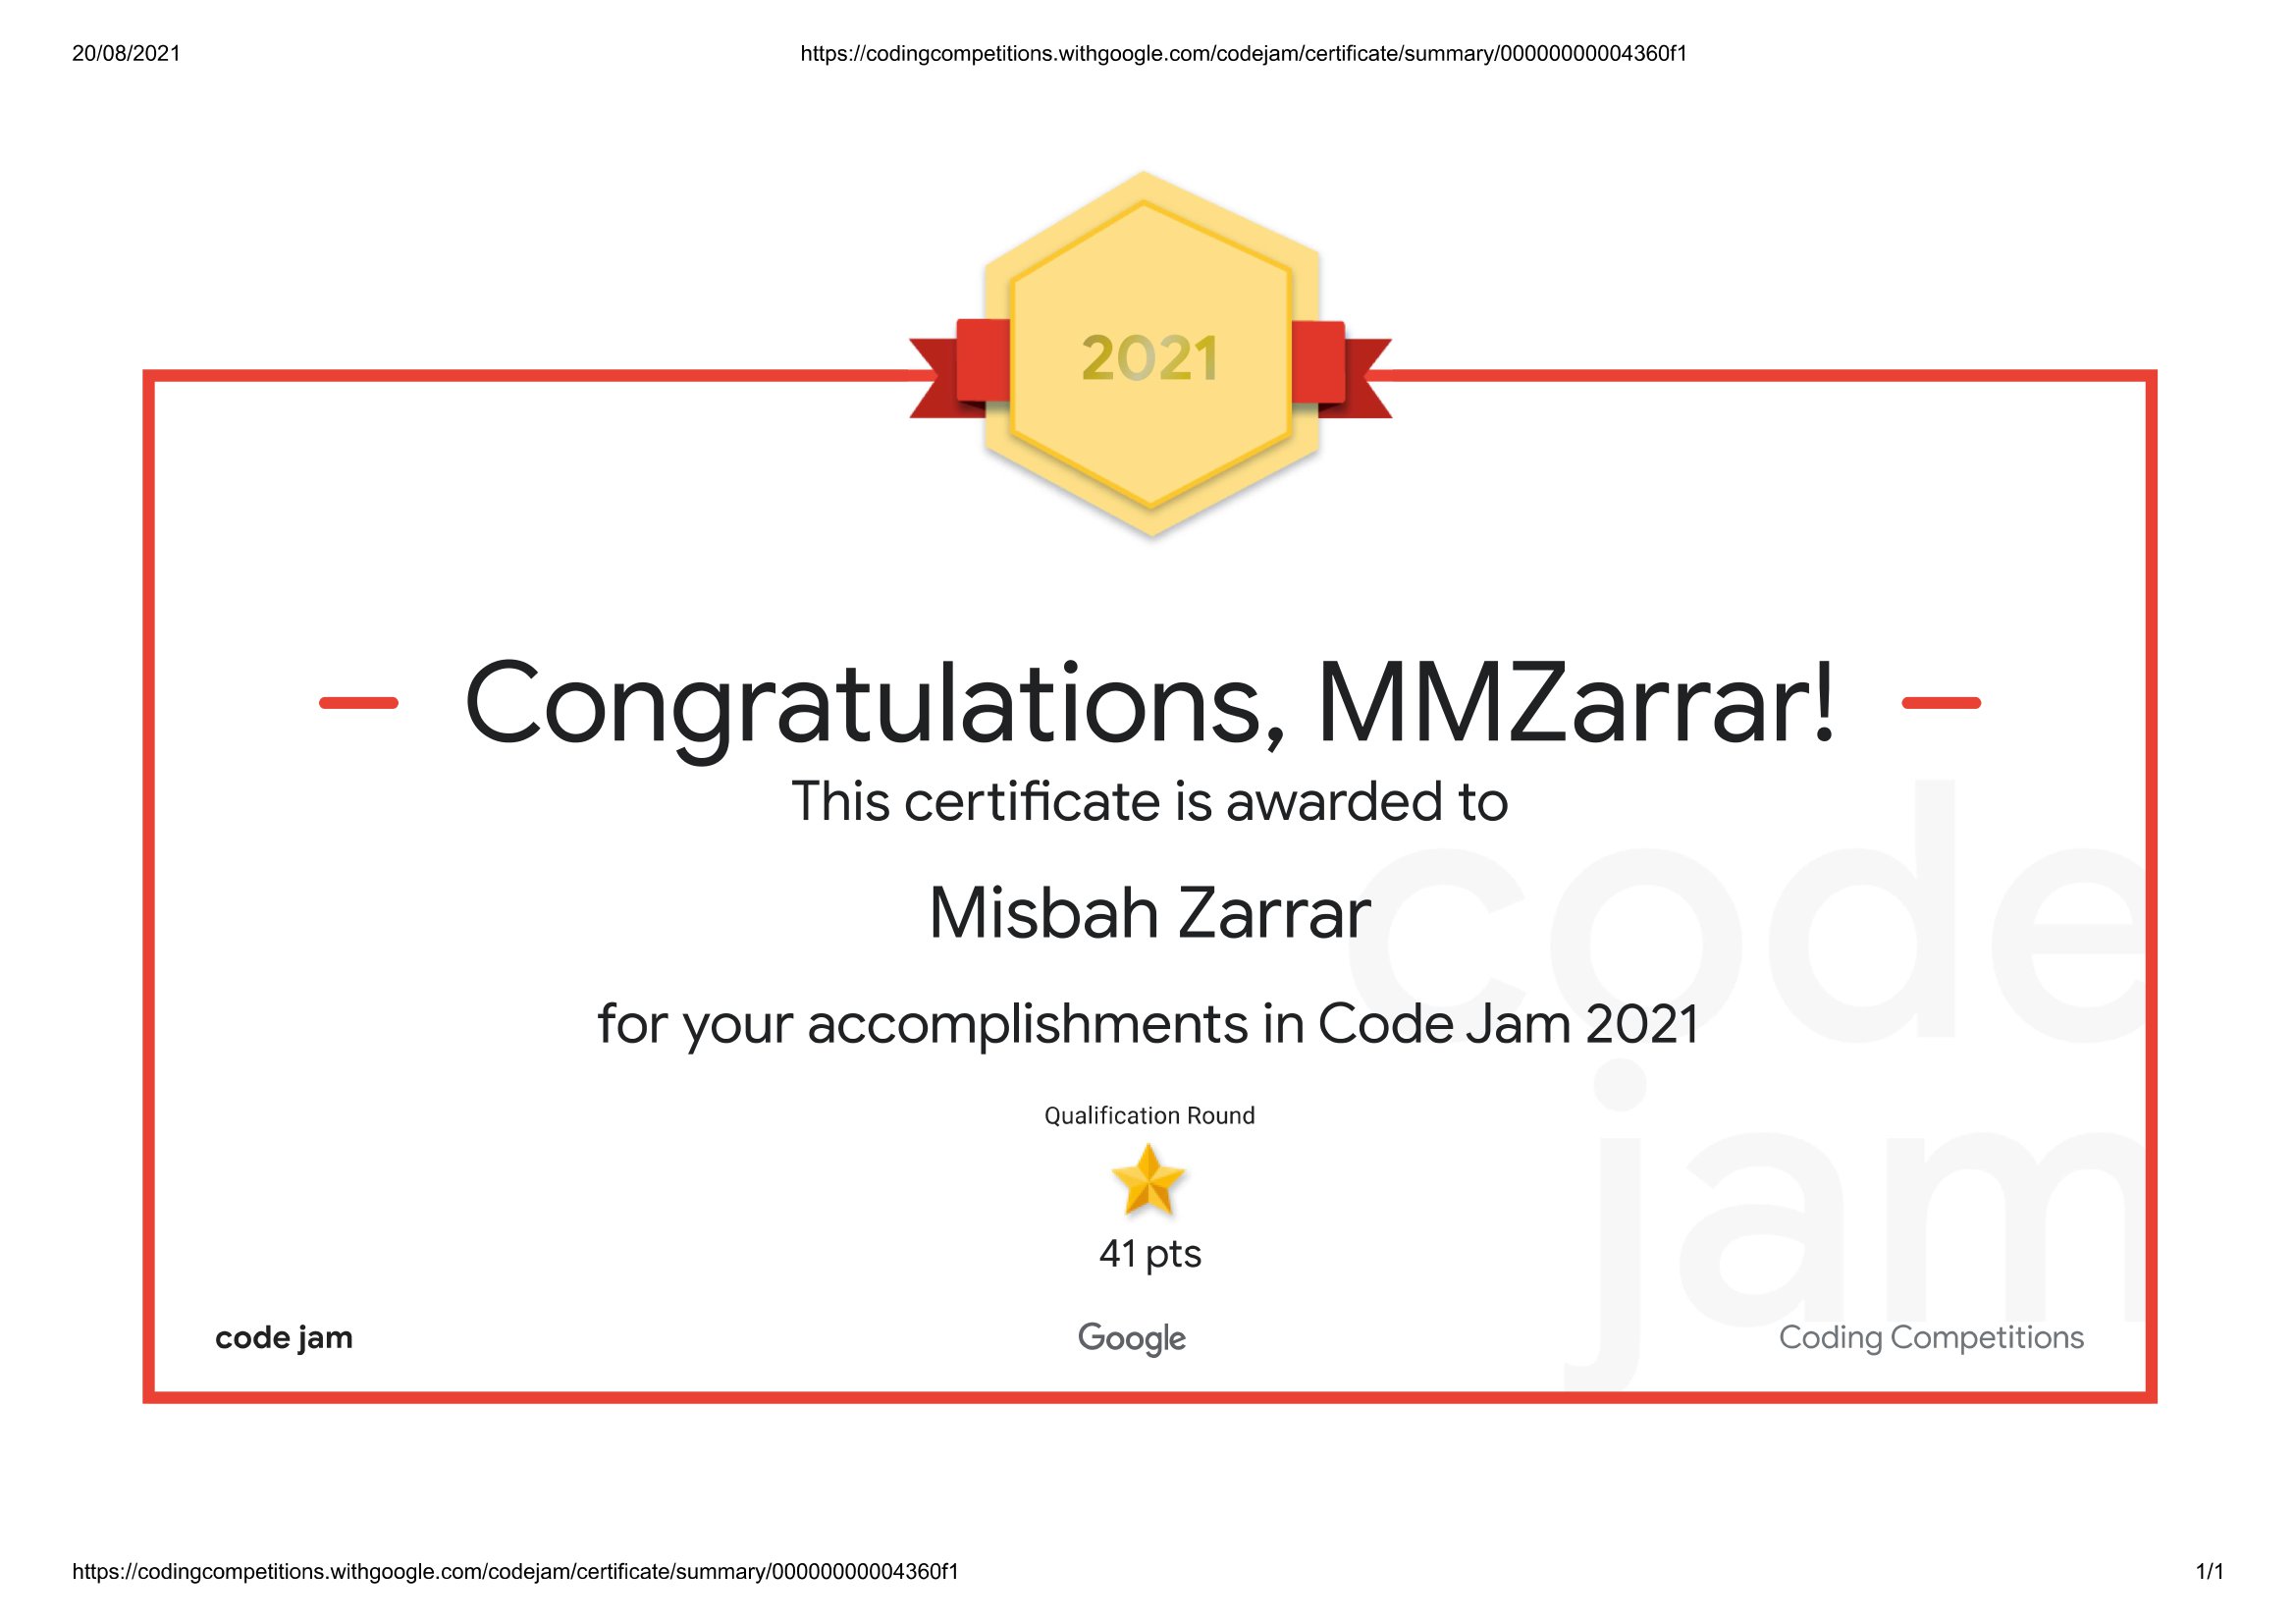 20/08/2021 https://codingcompetitions.withgoogle.com/codejam/certificate/summary/00000000004360f1
2021
Congratulations, MMZarrar!
This certificate is awarded to
Misbah Zarrar
for your accomplishments in Code Jam 2021
code
jam
Qualification Round
41 pts
code jam Google Coding Competitions
https://codingcompetitions.withgoogle.com/codejam/certificate/summary/00000000004360f1 1/1